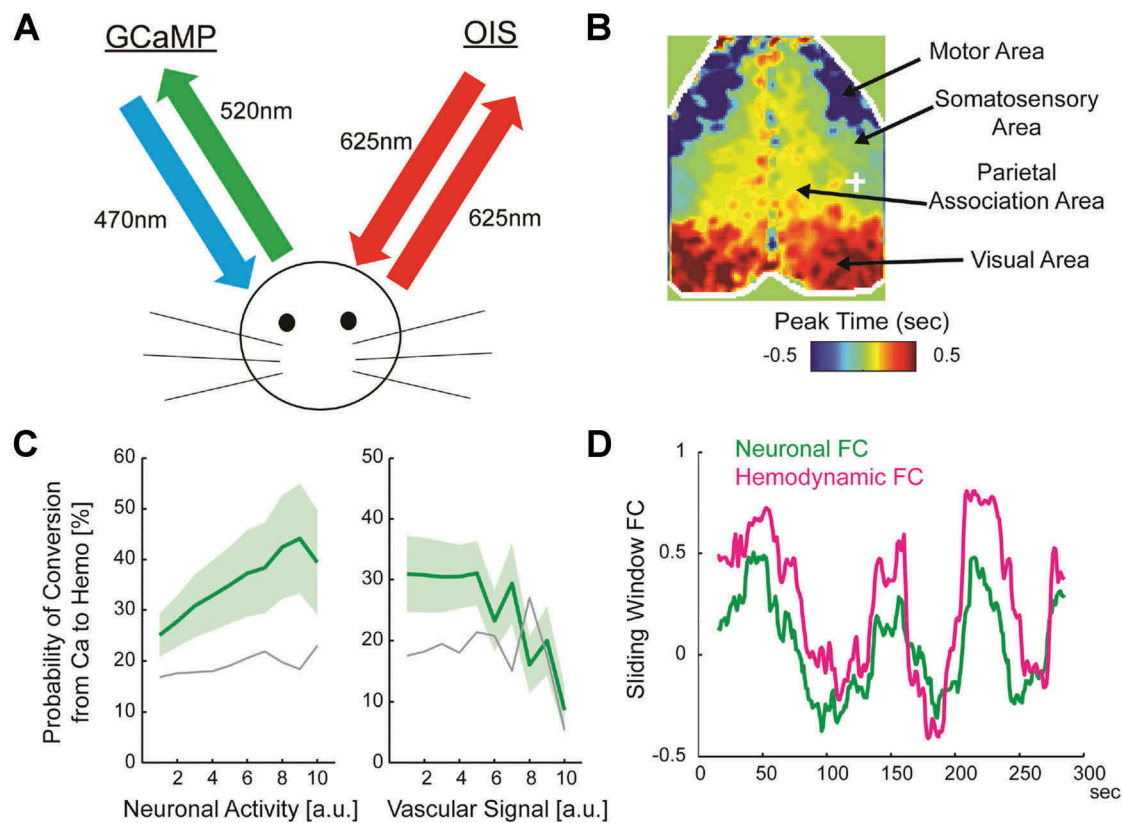 A
GCaMP
OIS
520nm
470nm
625nm
625nm
B
Motor Area
Somatosensory
Area
Parietal
Association Area
Visual Area
Peak Time (sec)
-0.5
0.5
C
Probability of Conversion
from Ca to Hemo [%]
60
50
40
30
20
10
0
2
4
6
8
10
Neuronal Activity [a.u.]
50
40
30
20
10
0
2
4
6
8
10
Vascular Signal [a.u.]
D
Neuronal FC
Hemodynamic FC
Sliding Window FC
1
0.5
0
-0.5
0
50
100
150
200
250
300
sec